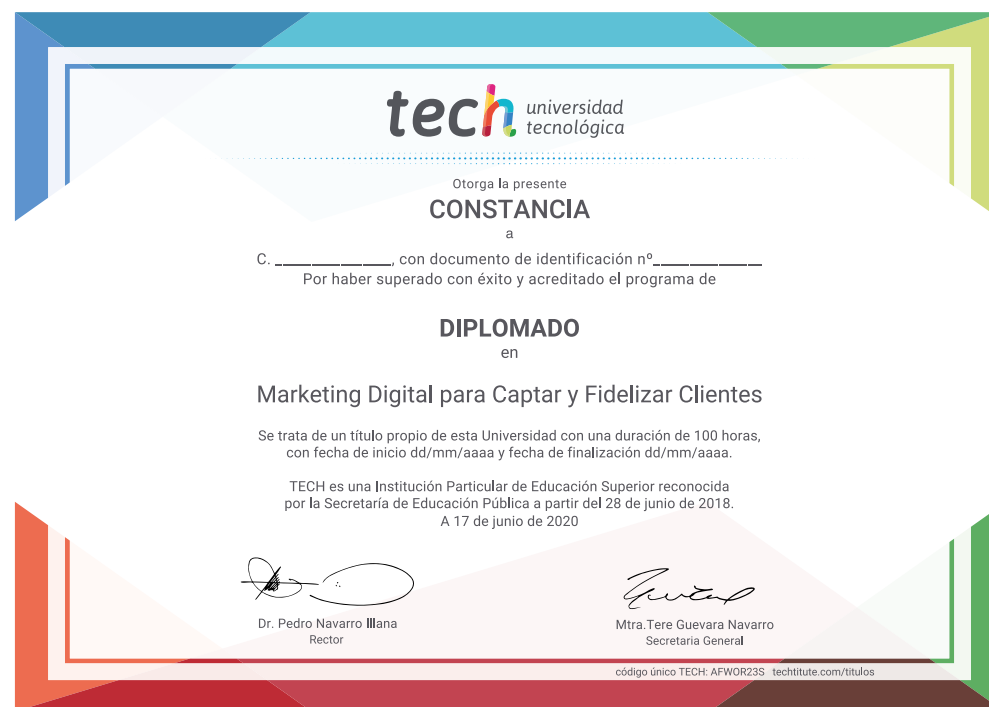 tech universidad
tecnológica
Otorga la presente
CONSTANCIA
a
C. ______________, con documento de identificación nº_____________
Por haber superado con éxito y acreditado el programa de
DIPLOMADO
en
Marketing Digital para Captar y Fidelizar Clientes
Se trata de un título propio de esta Universidad con una duración de 100 horas,
con fecha de inicio dd/mm/aaaa y fecha de finalización dd/mm/aaaa.
TECH es una Institución Particular de Educación Superior reconocida
por la Secretaría de Educación Pública a partir del 28 de junio de 2018.
A 17 de junio de 2020
Dr. Pedro Navarro Illana
Rector
Mtra.Tere Guevara Navarro
Secretaria General
código único TECH: AFWOR23S techtitute.com/titulos